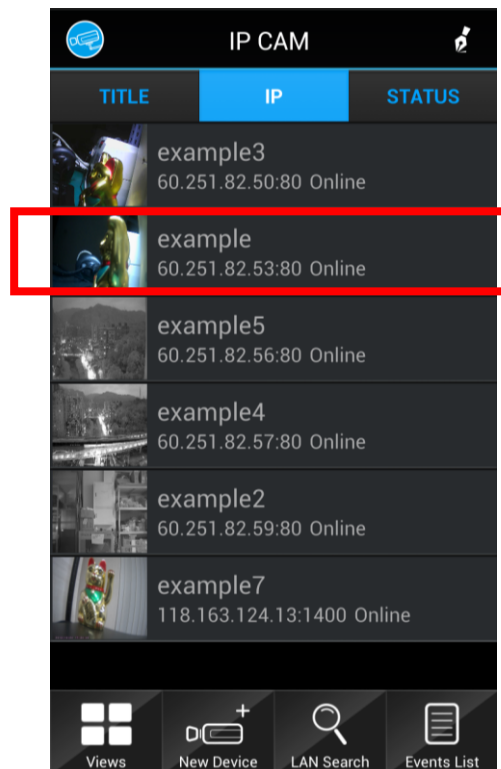 IP CAM
TITLE IP STATUS
example3
60.251.82.50:80 Online
example
60.251.82.53:80 Online
example5
60.251.82.56:80 Online
example4
60.251.82.57:80 Online
example2
60.251.82.59:80 Online
example7
118.163.124.13:1400 Online
Views New Device LAN Search Events List